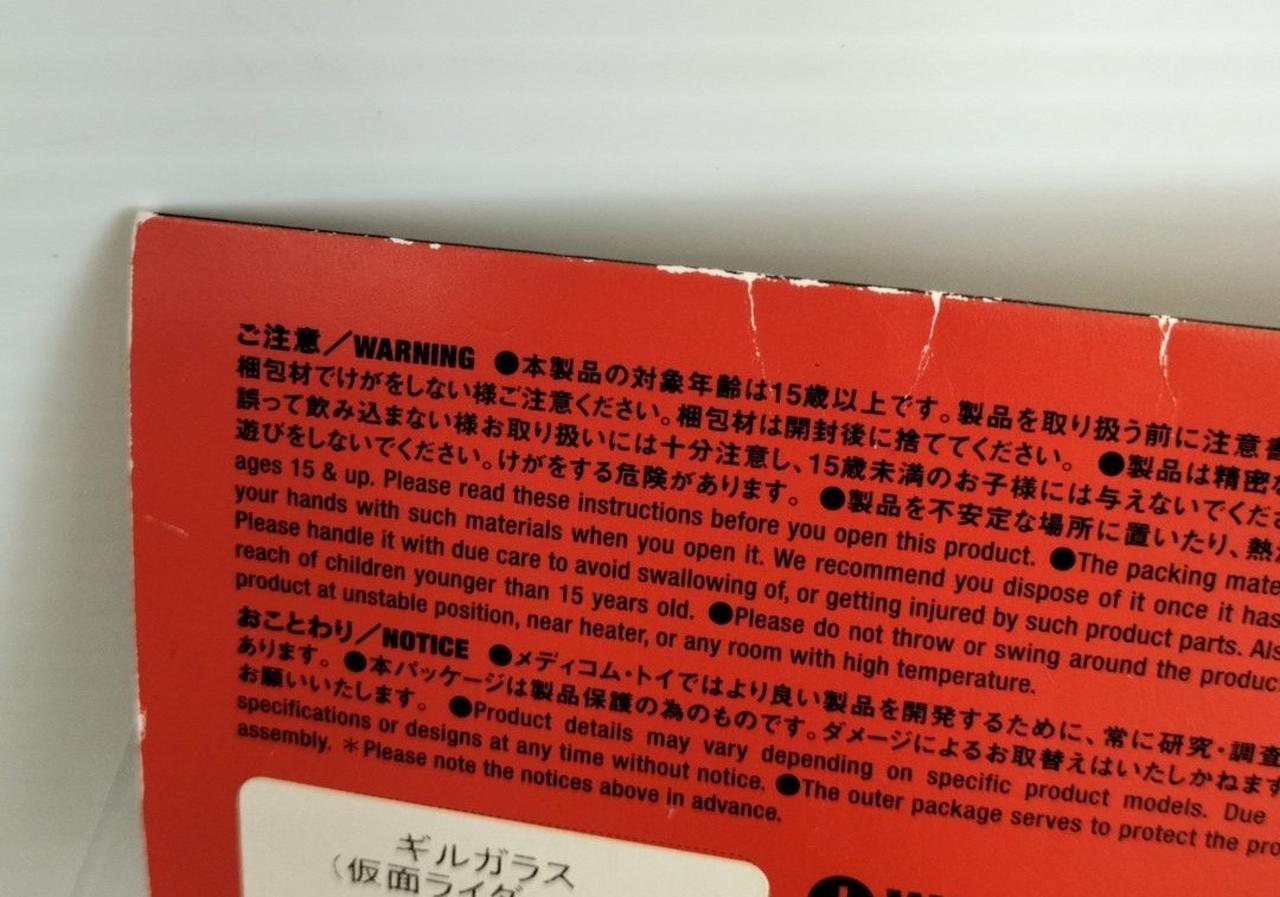 ご注意／WARNING ●本製品の対象年齢は15歳以上です。製品を取り扱う前に注意書
梱包材でけがをしない様ご注意ください。梱包材は開封後に捨ててください。 ●製品は精密な
誤って飲み込まない様お取り扱いには十分注意し、15歳未満のお子様には与えないでくださ
遊びをしないでください。けがをする危険があります。 ●製品を不安定な場所に置いたり、熱
ages 15 & up. Please read these instructions before you open this product. ●The packing mate
your hands with such materials when you open it. We recommend you dispose of it once it has
Please handle it with due care to avoid swallowing of, or getting injured by such product parts. Als
reach of children younger than 15 years old. ●Please do not throw or swing around the produc
product at unstable position, near heater, or any room with high temperature.
おことわり／NOTICE ●メディコム・トイではより良い製品を開発するために、常に研究・調査
あります。 ●本パッケージは製品保護の為のものです。ダメージによるお取替えはいたしかねます
お願いいたします。 ●Product details may vary depending on specific product models. Due
specifications or designs at any time without notice. ●The outer package serves to protect the pro
assembly. ＊Please note the notices above in advance.
ギルガラス
（仮面ライダ